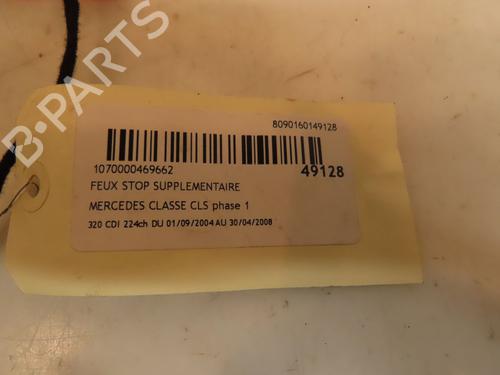 8090160149128
1070000469662 49128
FEUX STOP SUPPLEMENTAIRE
MERCEDES CLASSE CLS phase 1
320 CDI 224ch DU 01/09/2004 AU 30/04/2008
B-PARTS